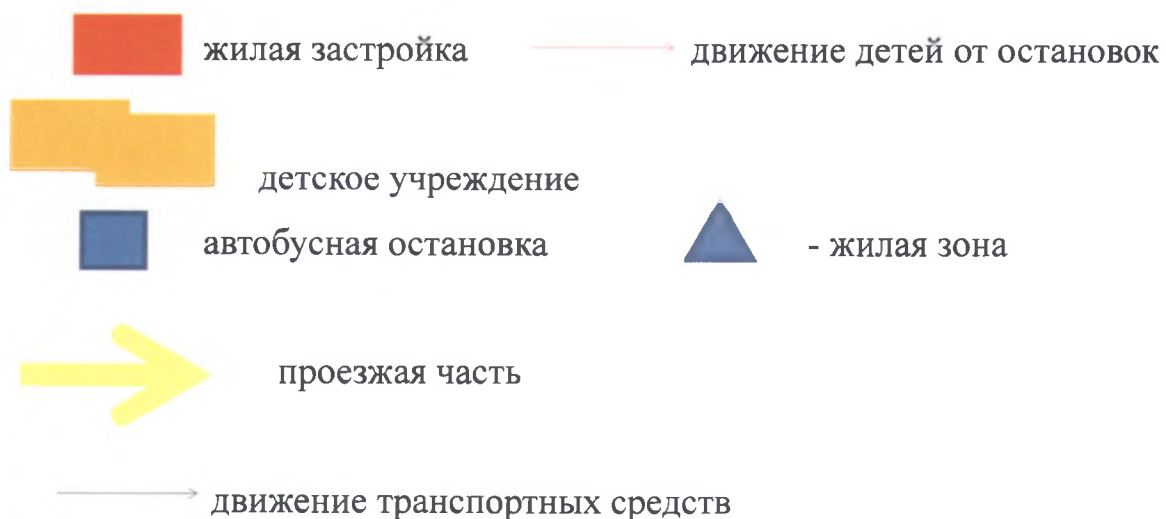 жилая застройка
движение детей от остановок
детское учреждение
автобусная остановка
- жилая зона
проезжая часть
движение транспортных средств